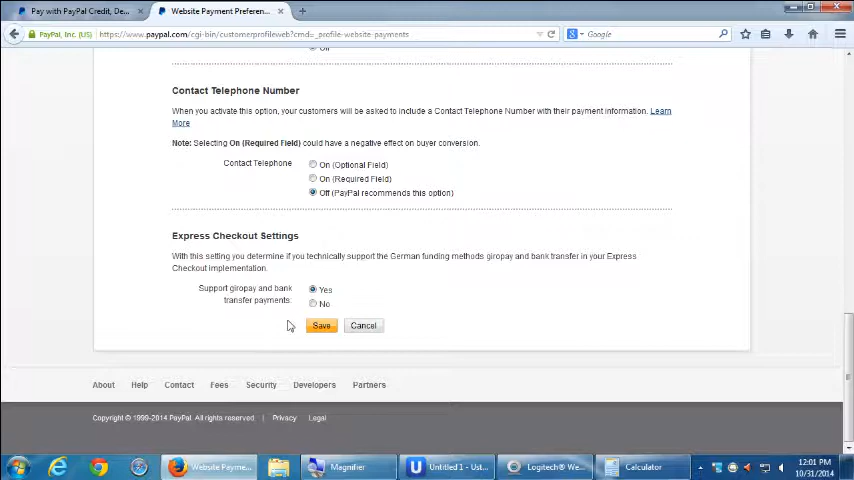 Pay with PayPal Credit, De...
Website Payment Preferen...
PayPal, Inc. (US)
https://www.paypal.com/cgi-bin/customerprofileweb?cmd=_profile-website-payments
Google
Off
Contact Telephone Number
When you activate this option, your customers will be asked to include a Contact Telephone Number with their payment information. Learn
More
Note: Selecting On (Required Field) could have a negative effect on buyer conversion.
Contact Telephone
On (Optional Field)
On (Required Field)
Off (PayPal recommends this option)
Express Checkout Settings
With this setting you determine if you technically support the German funding methods giropay and bank transfer in your Express
Checkout implementation.
Support giropay and bank
transfer payments:
Yes
No
Save Cancel
About Help Contact Fees Security Developers Partners
Copyright © 1999-2014 PayPal. All rights reserved. | Privacy Legal
Website Payme...
Magnifier
Untitled 1 - Ust...
Logitech® We...
Calculator
12:01 PM
10/31/2014